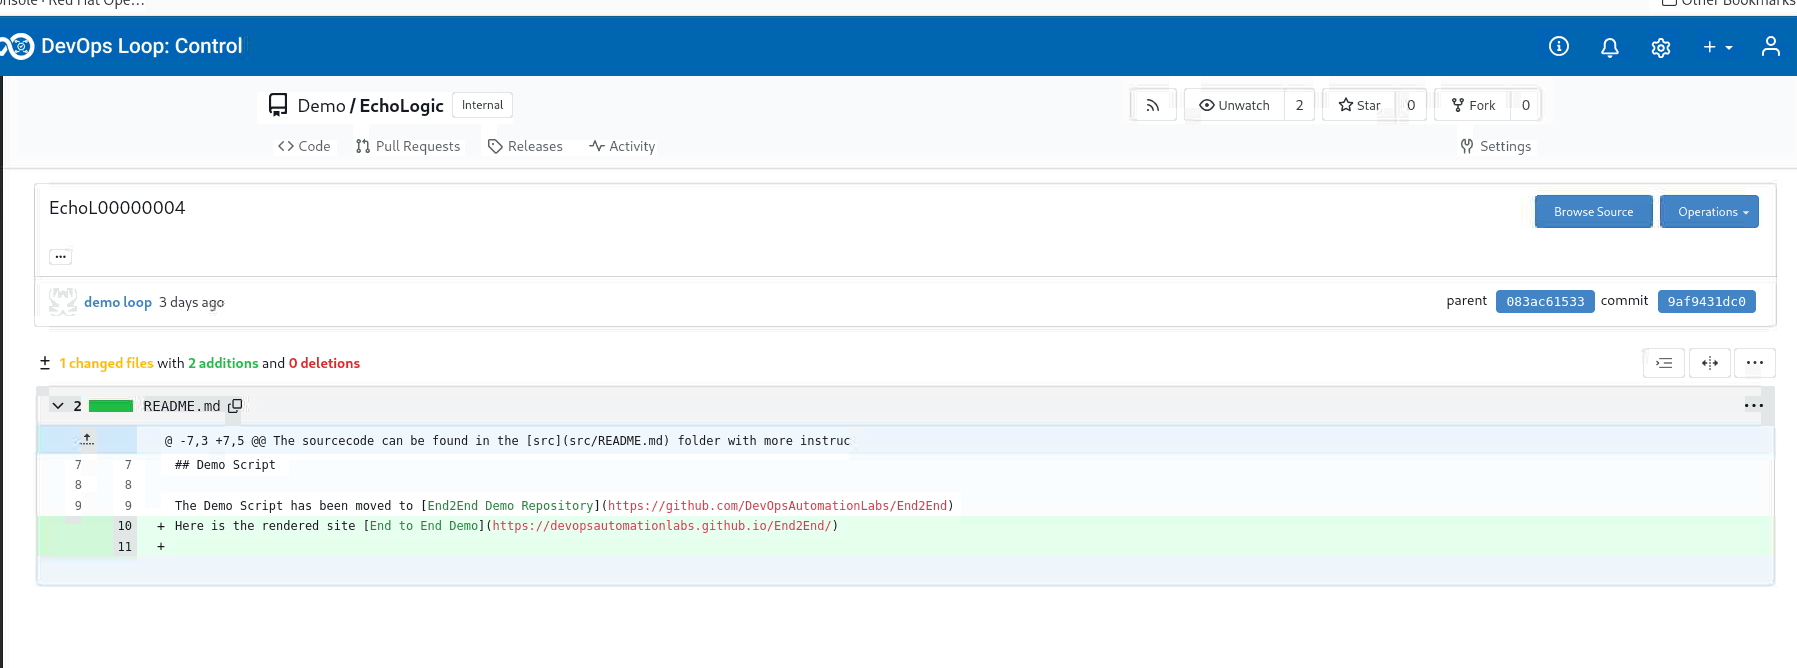 Red Hat Ope...
Other Bookmarks
DevOps Loop: Control
Demo / EchoLogic Internal
Unwatch 2 Star 0 Fork 0
Code Pull Requests Releases Activity Settings
EchoL00000004
Browse Source Operations
...
demo loop 3 days ago parent 083ac61533 commit 9af9431dc0
1 changed files with 2 additions and 0 deletions
2 README.md
@ -7,3 +7,5 @@ The sourcecode can be found in the [src](src/README.md) folder with more instruc
7 7 ## Demo Script
8 8
9 9 The Demo Script has been moved to [End2End Demo Repository](https://github.com/DevOpsAutomationLabs/End2End)
10 + Here is the rendered site [End to End Demo](https://devopsautomationlabs.github.io/End2End/)
11 +